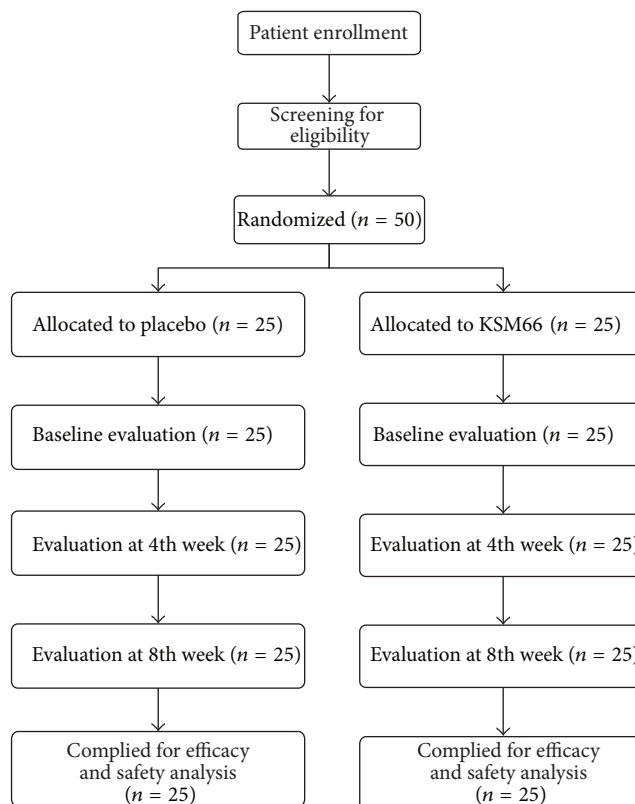 Patient enrollment
Screening for
eligibility
Randomized (n = 50)
Allocated to placebo (n = 25)
Allocated to KSM66 (n = 25)
Baseline evaluation (n = 25)
Baseline evaluation (n = 25)
Evaluation at 4th week (n = 25)
Evaluation at 4th week (n = 25)
Evaluation at 8th week (n = 25)
Evaluation at 8th week (n = 25)
Complied for efficacy
and safety analysis
(n = 25)
Complied for efficacy
and safety analysis
(n = 25)